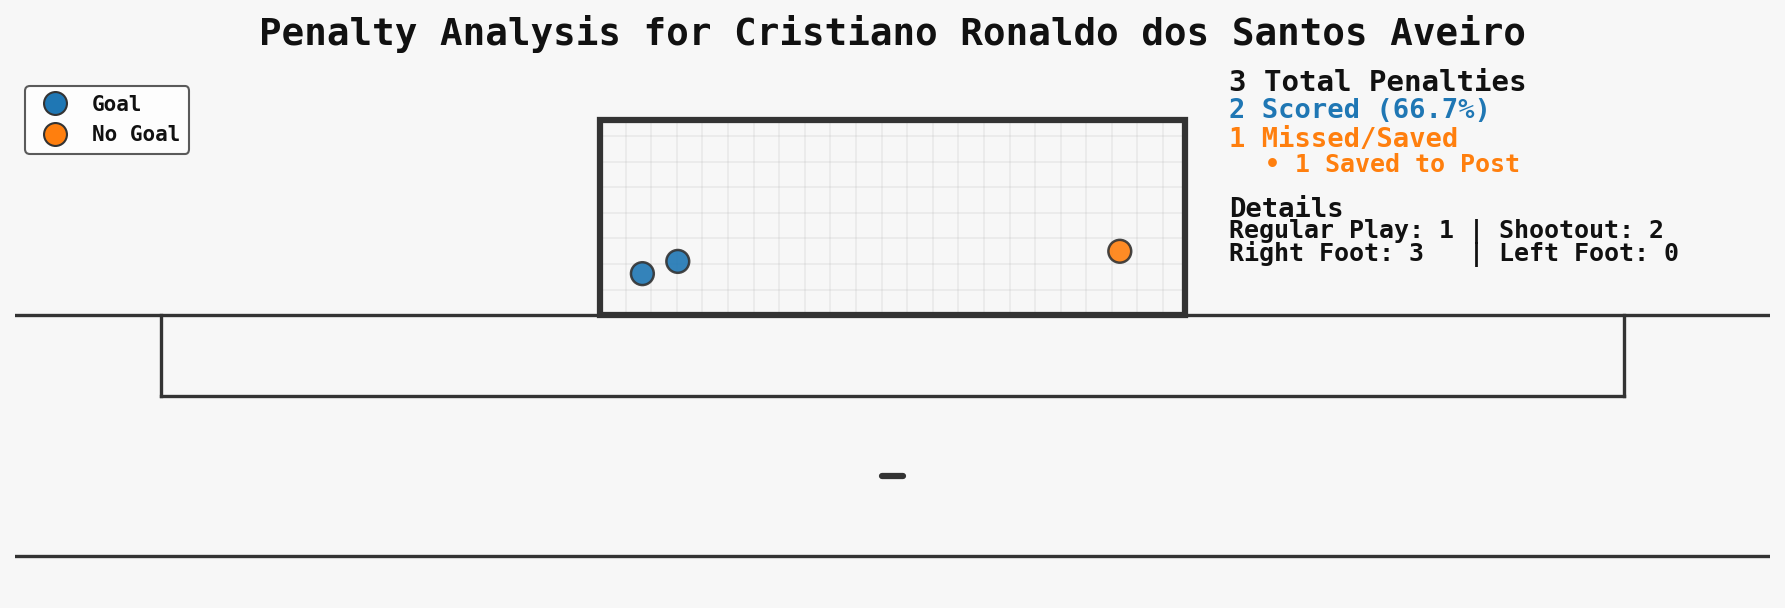 Penalty Analysis for Cristiano Ronaldo dos Santos Aveiro
Goal
No Goal
3 Total Penalties
2 Scored (66.7%)
1 Missed/Saved
• 1 Saved to Post
Details
Regular Play: 1 | Shootout: 2
Right Foot: 3 | Left Foot: 0